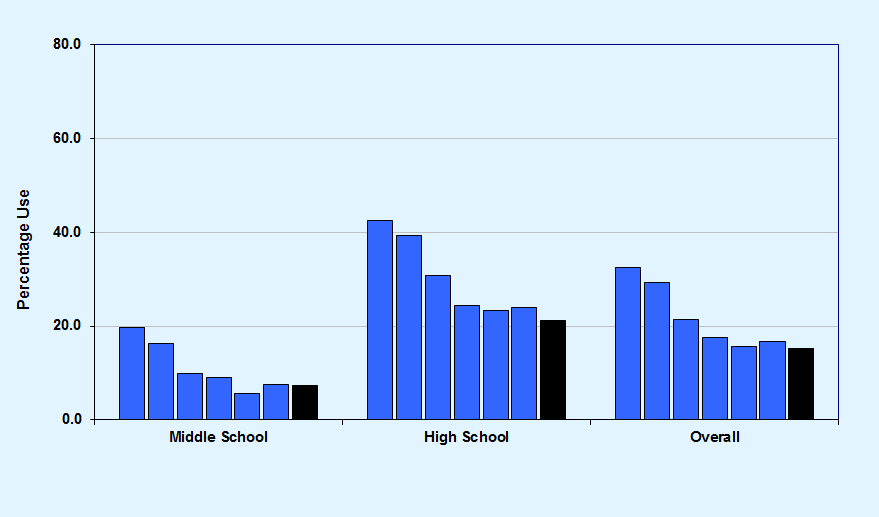 80.0
60.0
40.0
20.0
0.0
Percentage Use
Middle School
High School
Overall